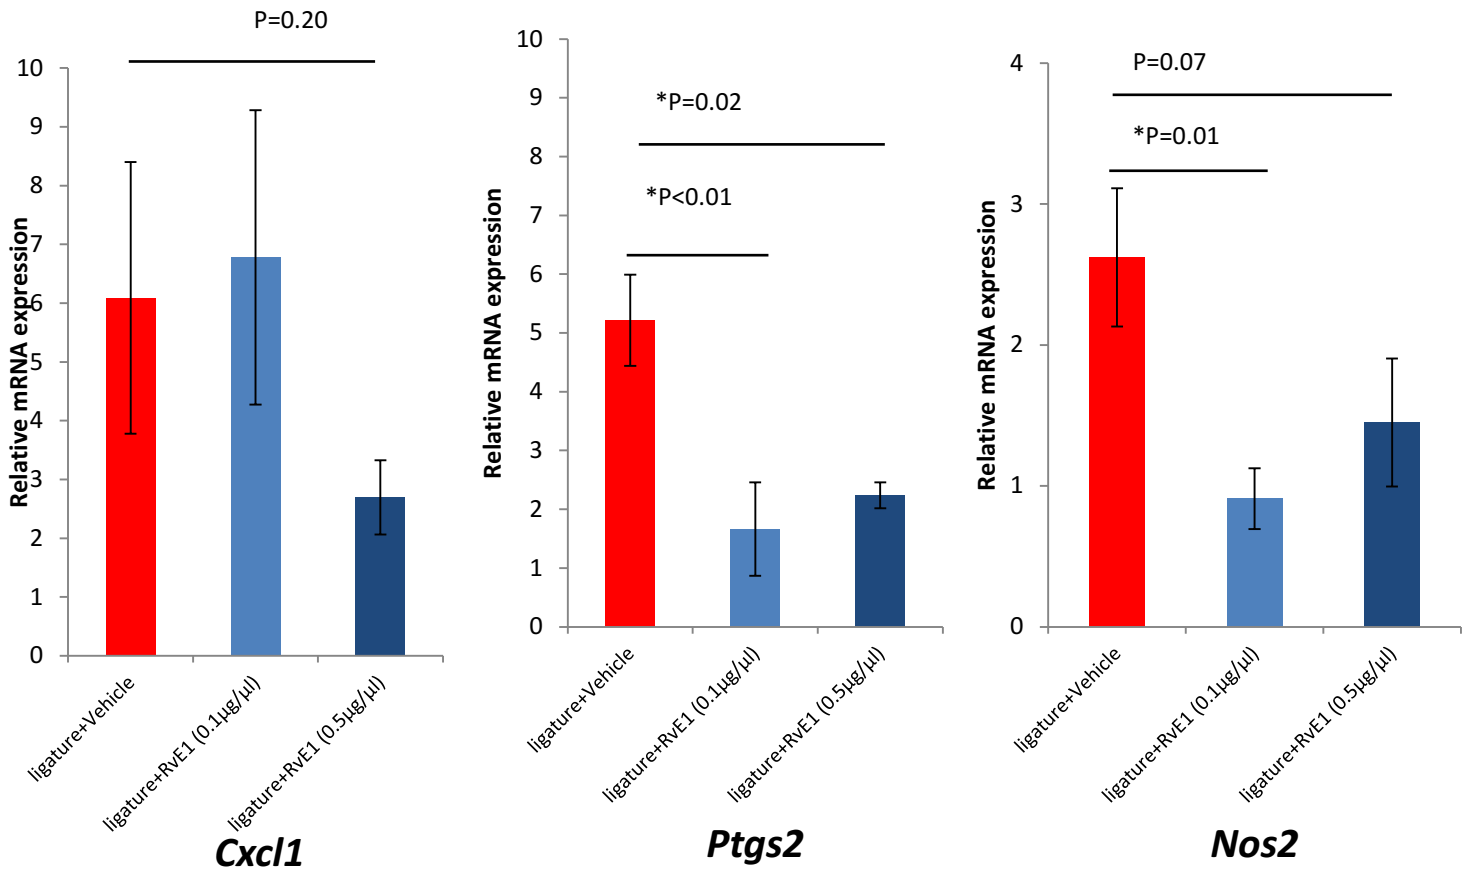 P=0.20
10
9
8
7
6
5
4
3
2
1
0
Relative mRNA expression
ligature+Vehicle
ligature+RvE1 (0.1µg/µl)
ligature+RvE1 (0.5µg/µl)
Cxcl1
*P=0.02
*P<0.01
10
9
8
7
6
5
4
3
2
1
0
Relative mRNA expression
ligature+Vehicle
ligature+RvE1 (0.1µg/µl)
ligature+RvE1 (0.5µg/µl)
Ptgs2
P=0.07
*P=0.01
4
3
2
1
0
Relative mRNA expression
ligature+Vehicle
ligature+RvE1 (0.1µg/µl)
ligature+RvE1 (0.5µg/µl)
Nos2